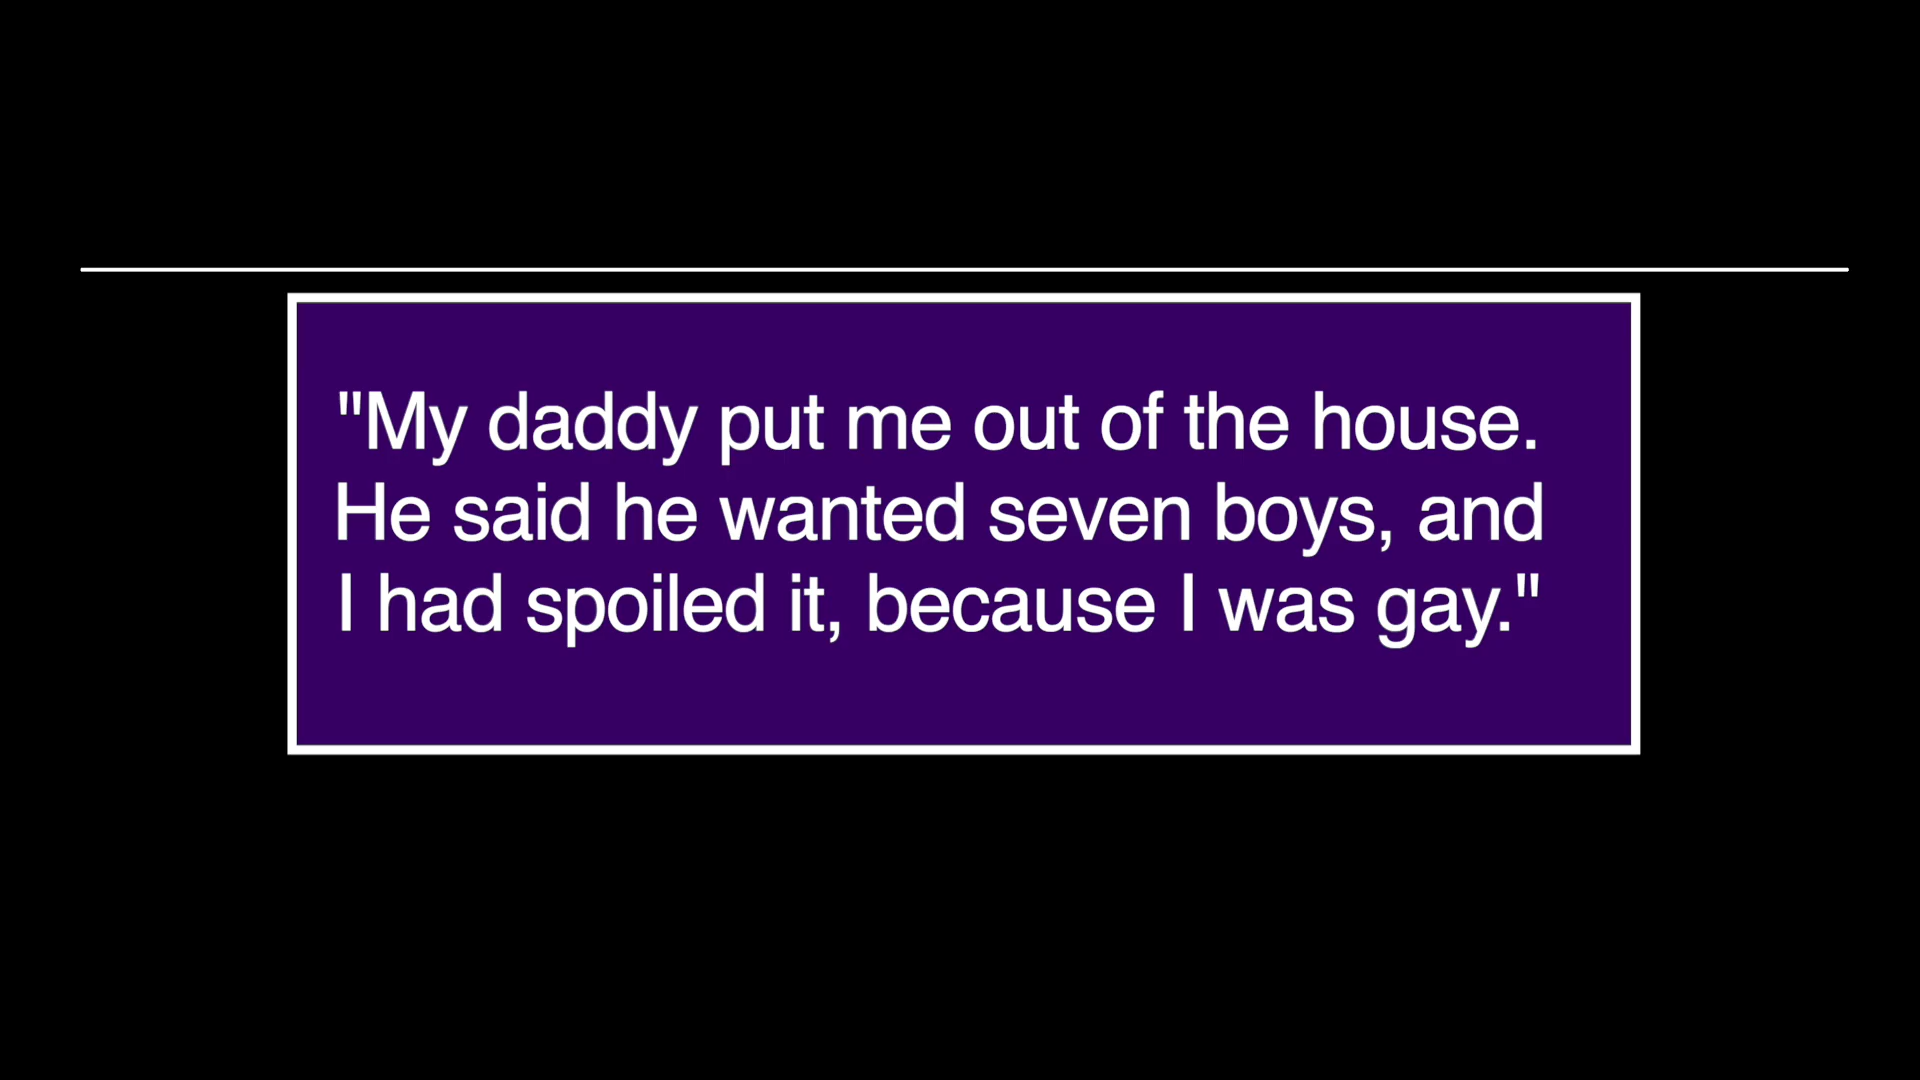 "My daddy put me out of the house.
He said he wanted seven boys, and
I had spoiled it, because I was gay."